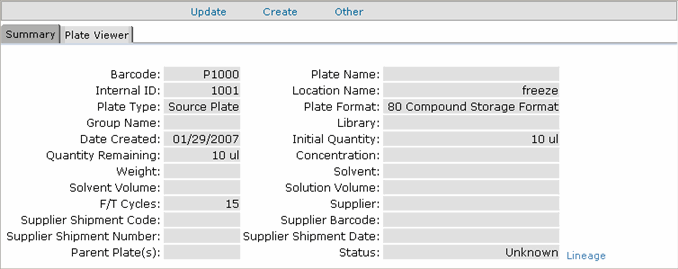 Update Create Other
Summary Plate Viewer
Barcode: P1000 Plate Name:
Internal ID: 1001 Location Name: freeze
Plate Type: Source Plate Plate Format: 80 Compound Storage Format
Group Name: Library:
Date Created: 01/29/2007 Initial Quantity: 10 ul
Quantity Remaining: 10 ul Concentration:
Weight: Solvent:
Solvent Volume: Solution Volume:
F/T Cycles: 15 Supplier:
Supplier Shipment Code: Supplier Barcode:
Supplier Shipment Number: Supplier Shipment Date:
Parent Plate(s): Status: Unknown Lineage